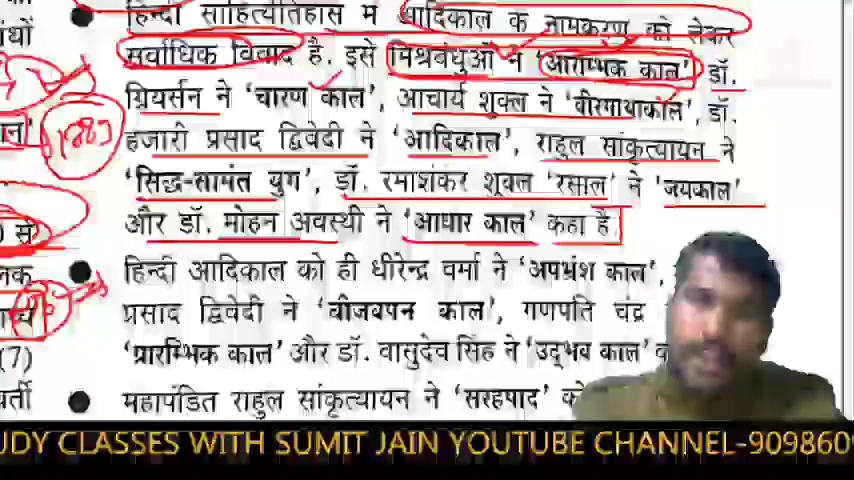 हिन्दी साहित्येतिहास में आदिकाल के नामकरण को लेकर
सर्वाधिक विवाद है. इसे मिश्रबंधुओं ने 'आरम्भिक काल' डॉ.
ग्रियर्सन ने 'चारण काल', आचार्य शुक्ल ने 'वीरगाथाकाल', डॉ.
हजारी प्रसाद द्विवेदी ने 'आदिकाल', राहुल सांकृत्यायन ने
'सिद्ध-सामंत युग', डॉ. रमाशंकर शुक्ल 'रसाल' ने 'जयकाल'
और डॉ. मोहन अवस्थी ने 'आधार काल' कहा है.
हिन्दी आदिकाल को ही धीरेन्द्र वर्मा ने 'अपभ्रंश काल',
प्रसाद द्विवेदी ने 'बीजवपन काल', गणपति चंद्र
'प्रारम्भिक काल' और डॉ. वासुदेव सिंह ने 'उद्भव काल'
(7)
महापंडित राहुल सांकृत्यायन ने 'सरहपाद' को
UDY CLASSES WITH SUMIT JAIN YOUTUBE CHANNEL-909860